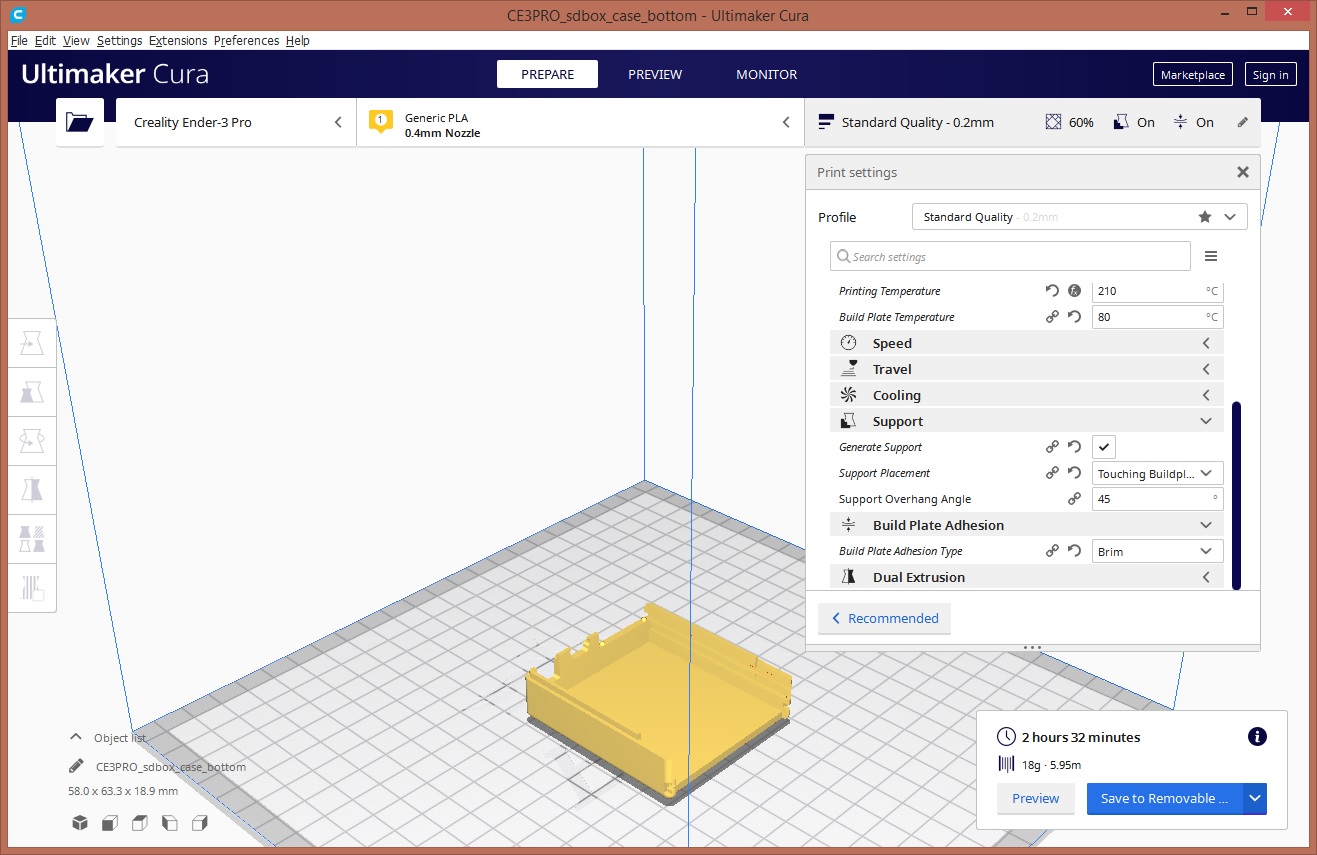 CE3PRO_sdbox_case_bottom - Ultimaker Cura
File Edit View Settings Extensions Preferences Help
Ultimaker Cura
PREPARE
PREVIEW
MONITOR
Marketplace
Sign in
Creality Ender-3 Pro
1
Generic PLA
0.4mm Nozzle
Standard Quality - 0.2mm
60%
On
On
Print settings
Profile
Standard Quality - 0.2mm
Search settings
Printing Temperature
210 °C
Build Plate Temperature
80 °C
Speed
Travel
Cooling
Support
Generate Support
Support Placement
Touching Buildpl...
Support Overhang Angle
45 °
Build Plate Adhesion
Build Plate Adhesion Type
Brim
Dual Extrusion
Recommended
Object list
CE3PRO_sdbox_case_bottom
58.0 x 63.3 x 18.9 mm
2 hours 32 minutes
18g · 5.95m
Preview
Save to Removable ...